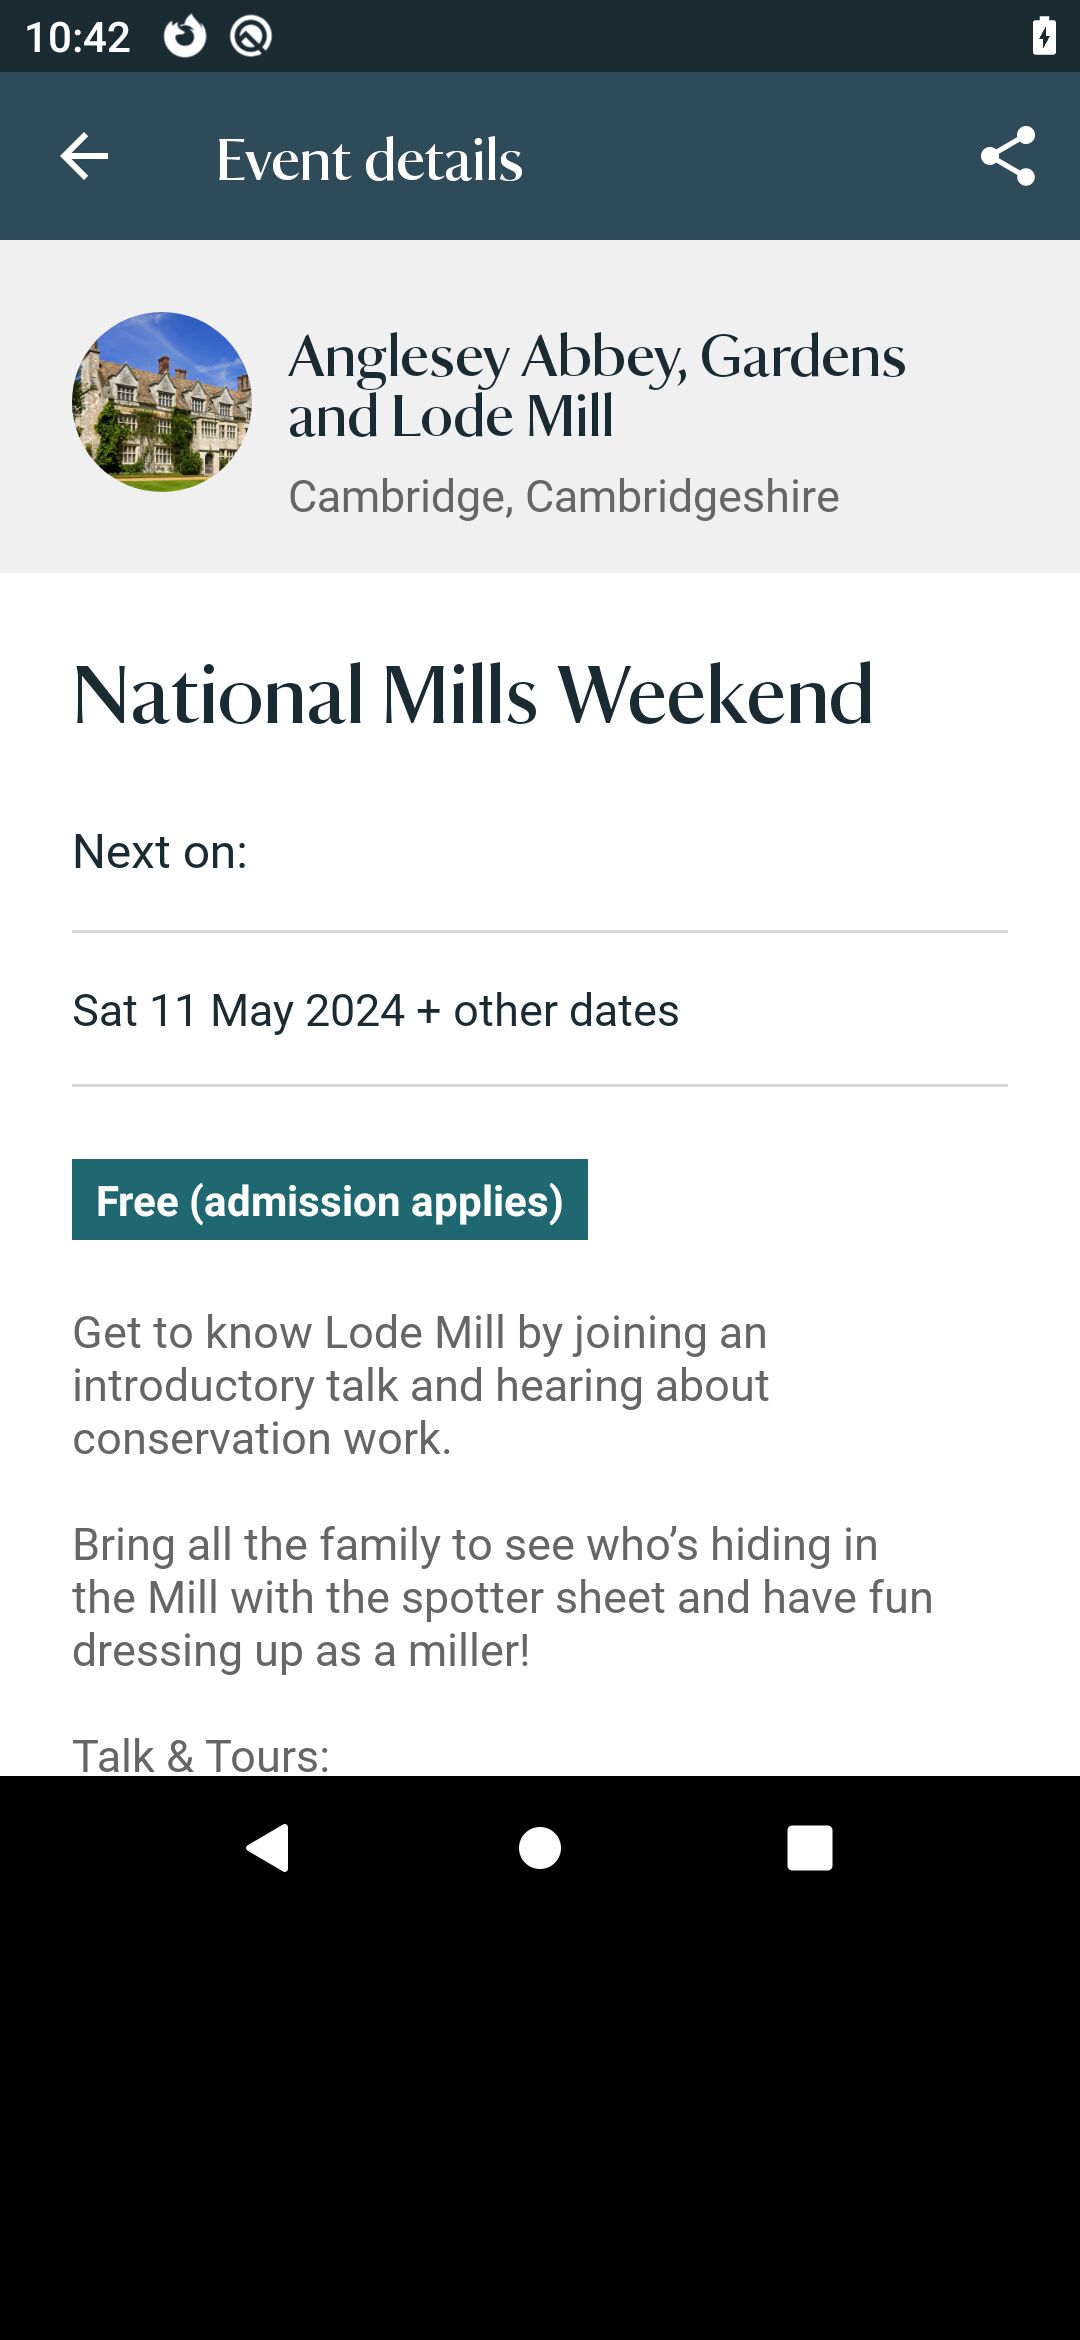 10:42
Event details
Anglesey Abbey, Gardens
and Lode Mill
Cambridge, Cambridgeshire
National Mills Weekend
Next on:
Sat 11 May 2024 + other dates
Free (admission applies)
Get to know Lode Mill by joining an
introductory talk and hearing about
conservation work.
Bring all the family to see who’s hiding in
the Mill with the spotter sheet and have fun
dressing up as a miller!
Talk & Tours: